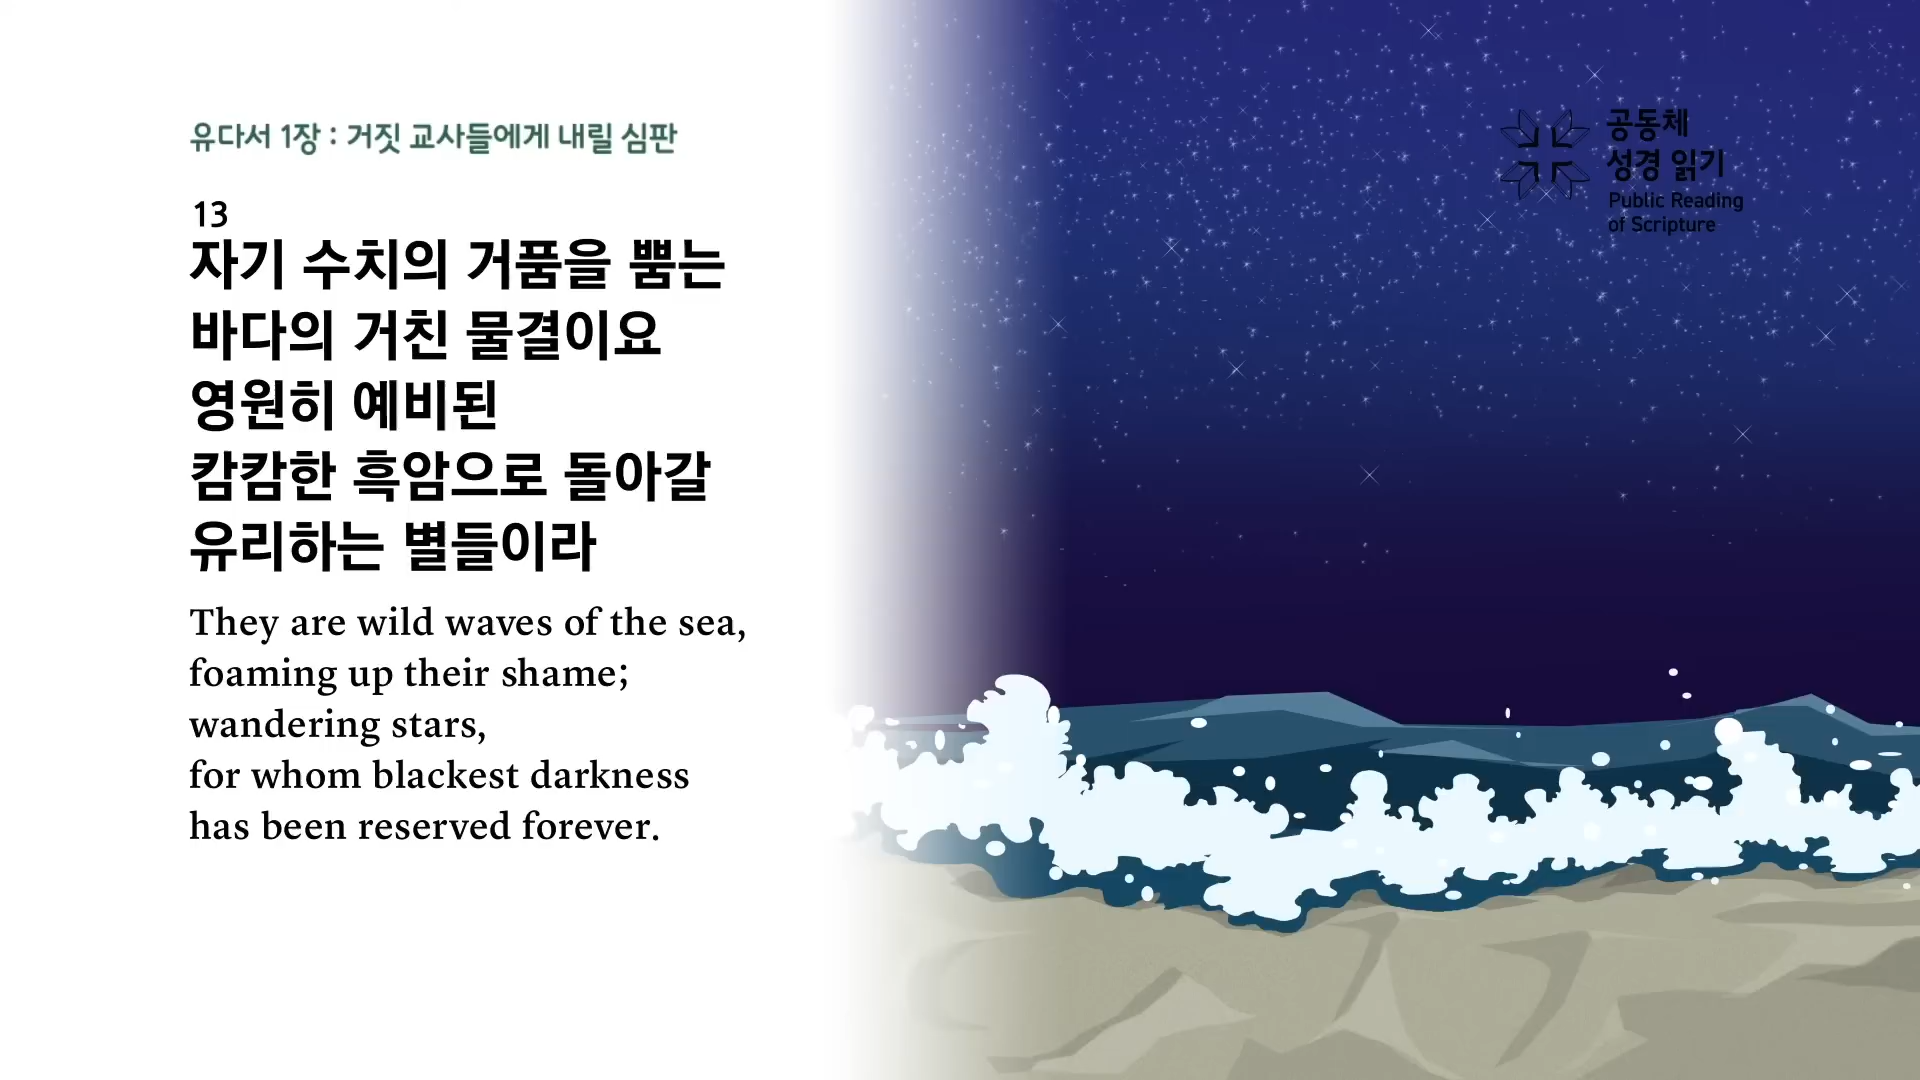 유다서 1장 : 거짓 교사들에게 내릴 심판
13
자기 수치의 거품을 뿜는
바다의 거친 물결이요
영원히 예비된
캄캄한 흑암으로 돌아갈
유리하는 별들이라
They are wild waves of the sea,
foaming up their shame;
wandering stars,
for whom blackest darkness
has been reserved forever.
공동체
성경 읽기
Public Reading
of Scripture